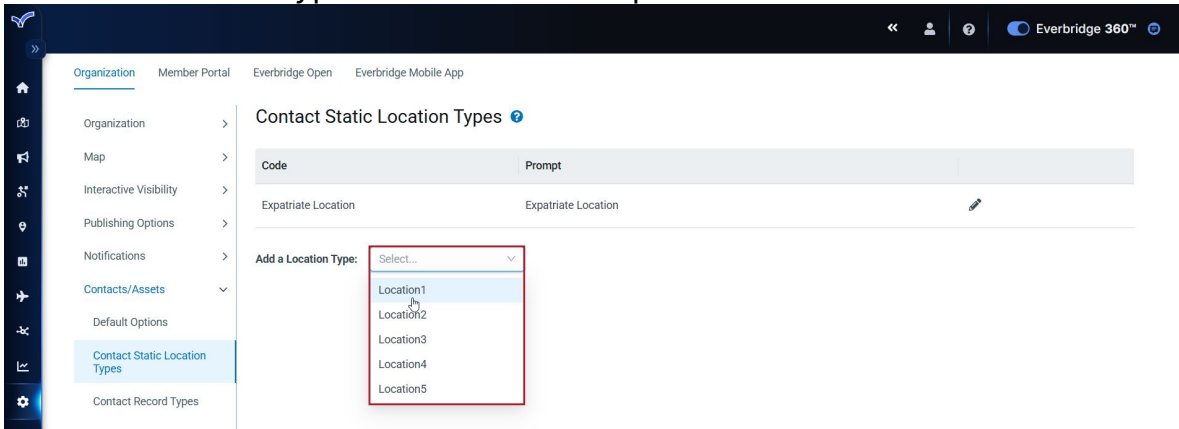 Everbridge 360™
Organization Member Portal Everbridge Open Everbridge Mobile App
Organization
Map
Interactive Visibility
Publishing Options
Notifications
Contacts/Assets
Default Options
Contact Static Location
Types
Contact Record Types
Contact Static Location Types
Code Prompt
Expatriate Location Expatriate Location
Add a Location Type: Select...
Location1
Location2
Location3
Location4
Location5